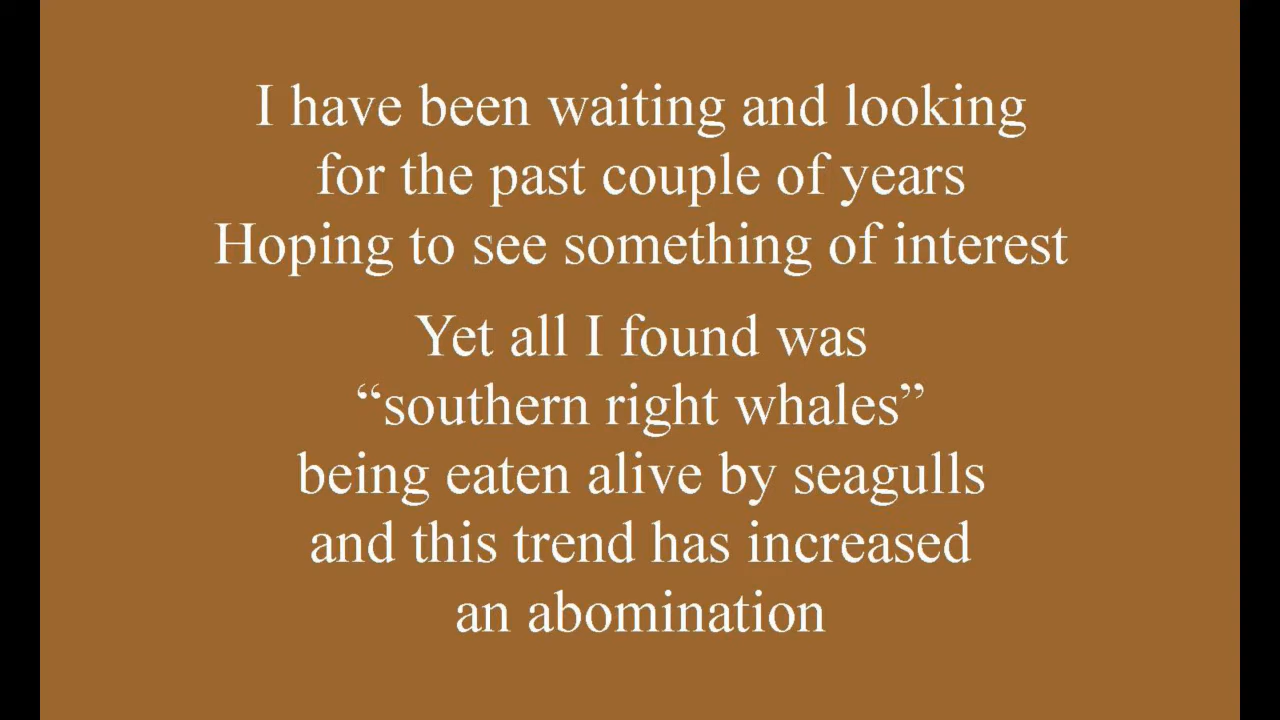 I have been waiting and looking
for the past couple of years
Hoping to see something of interest
Yet all I found was
“southern right whales”
being eaten alive by seagulls
and this trend has increased
an abomination